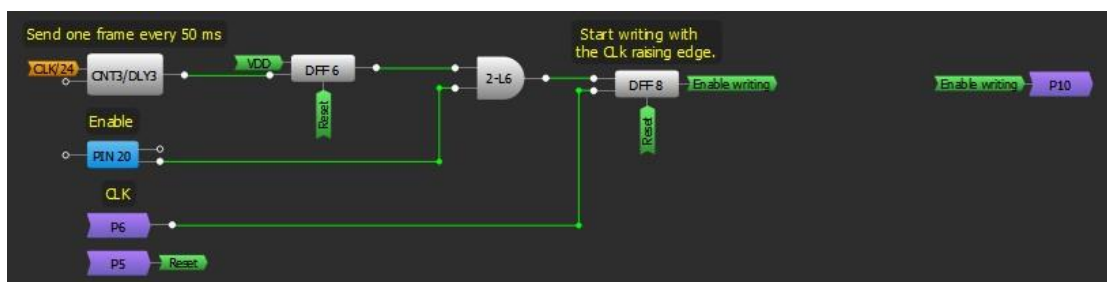 Send one frame every 50 ms
Start writing with
the CLk raising edge.
CLK/24
CNT3/DLY3
VDD
DFF 6
2-L6
DFF 8
Enable writing
Enable writing
P10
Reset
Reset
Enable
PIN 20
CLK
P6
P5
Reset